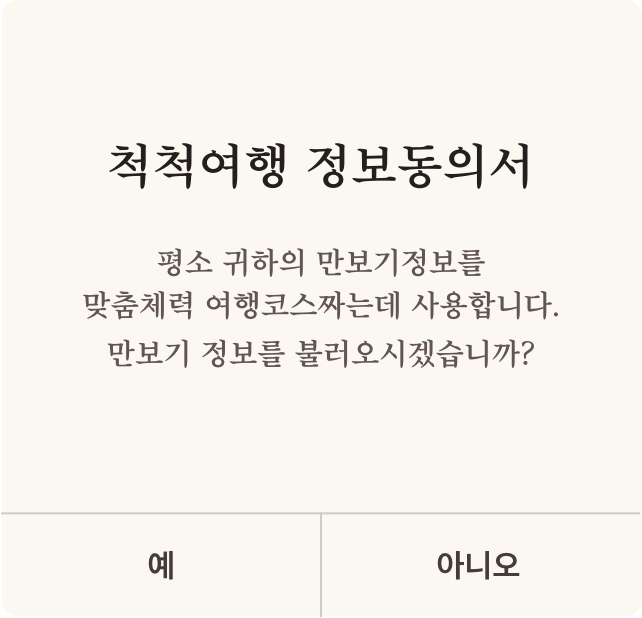 척척여행 정보동의서
평소 귀하의 만보기정보를
맞춤체력 여행코스짜는데 사용합니다.
만보기 정보를 불러오시겠습니까?
예
아니오